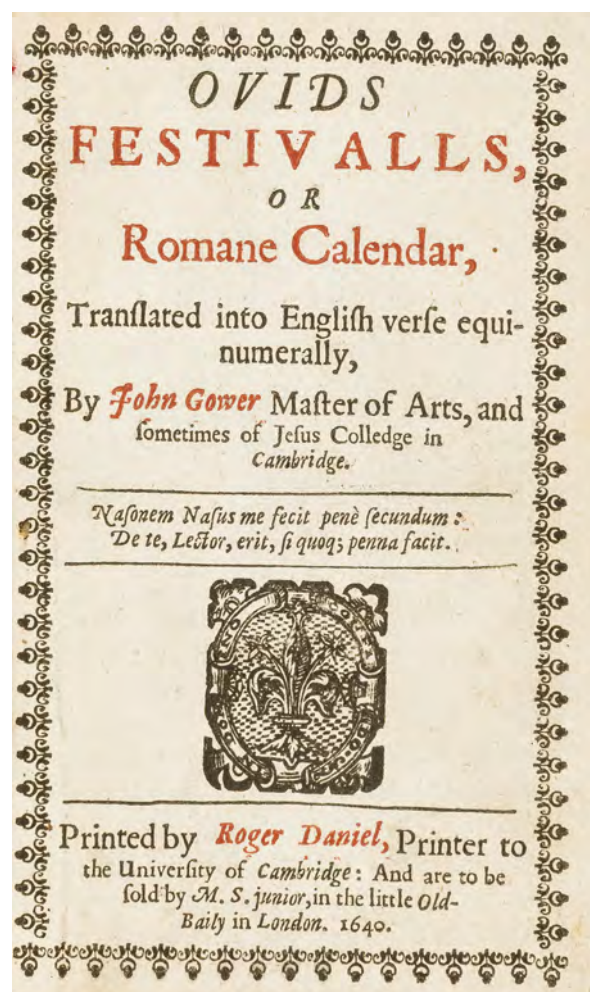 OVIDS
FESTIVALLS,
OR
Romane Calendar,
Tranſlated into Engliſh verſe equi-
numerally,
By John Gower Maſter of Arts, and
ſometimes of Jeſus Colledge in
Cambridge.
Naſonem Naſus me fecit penè ſecundum :
De te, Lector, erit, ſi quoq; penna facit.
Printed by Roger Daniel, Printer to
the Univerſity of Cambridge: And are to be
ſold by M. S. junior, in the little Old-
Baily in London. 1640.